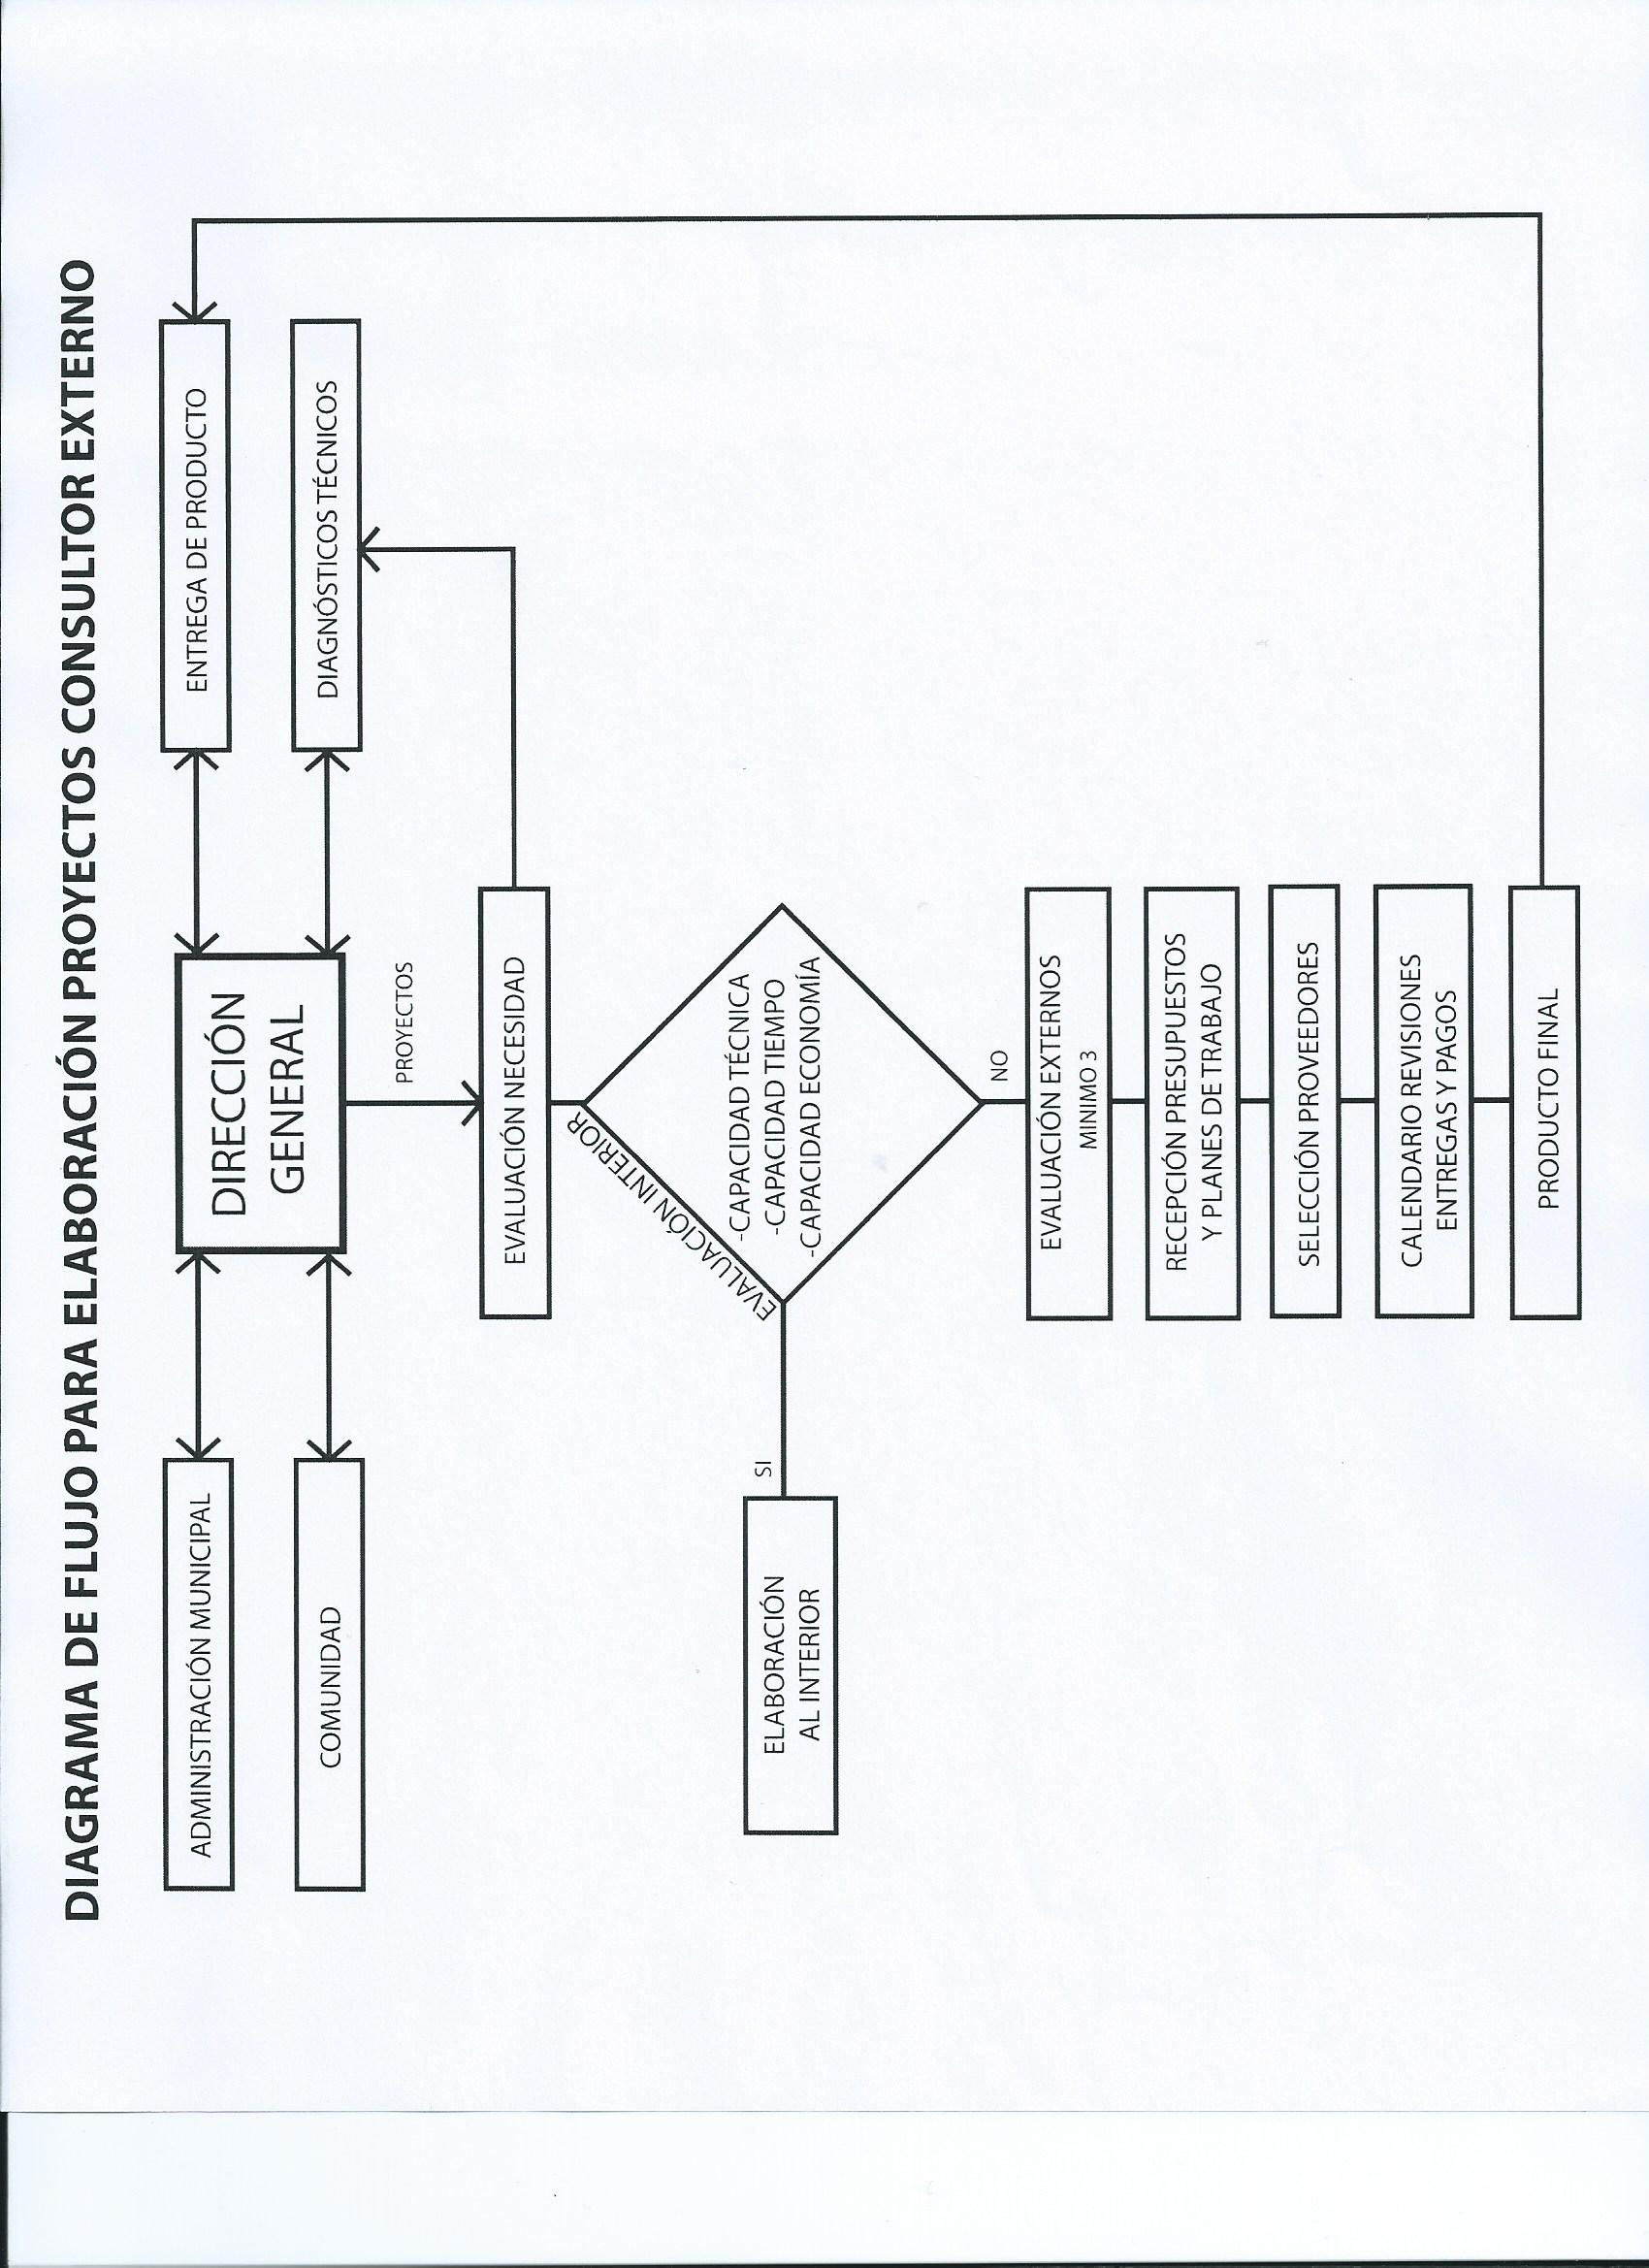 DIAGRAMA DE FLUJO PARA ELABORACIÓN PROYECTOS CONSULTOR EXTERNO
ADMINISTRACIÓN MUNICIPAL
COMUNIDAD
DIRECCIÓN
GENERAL
ENTREGA DE PRODUCTO
DIAGNÓSTICOS TÉCNICOS
PROYECTOS
EVALUACIÓN NECESIDAD
EVALUACIÓN INTERIOR
-CAPACIDAD TÉCNICA
-CAPACIDAD TIEMPO
-CAPACIDAD ECONOMÍA
SI
ELABORACIÓN
AL INTERIOR
NO
EVALUACIÓN EXTERNOS
MINIMO 3
RECEPCIÓN PRESUPUESTOS
Y PLANES DE TRABAJO
SELECCIÓN PROVEEDORES
CALENDARIO REVISIONES
ENTREGAS Y PAGOS
PRODUCTO FINAL